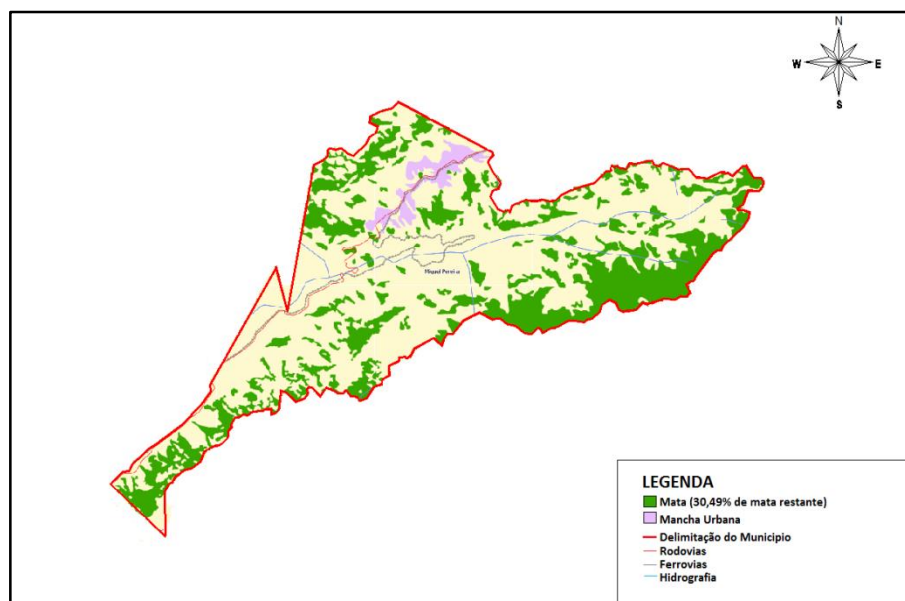 N
W E
S
Miguel Pereira
LEGENDA
Mata (30,49% de mata restante)
Mancha Urbana
Delimitação do Municipio
Rodovias
Ferrovias
Hidrografia